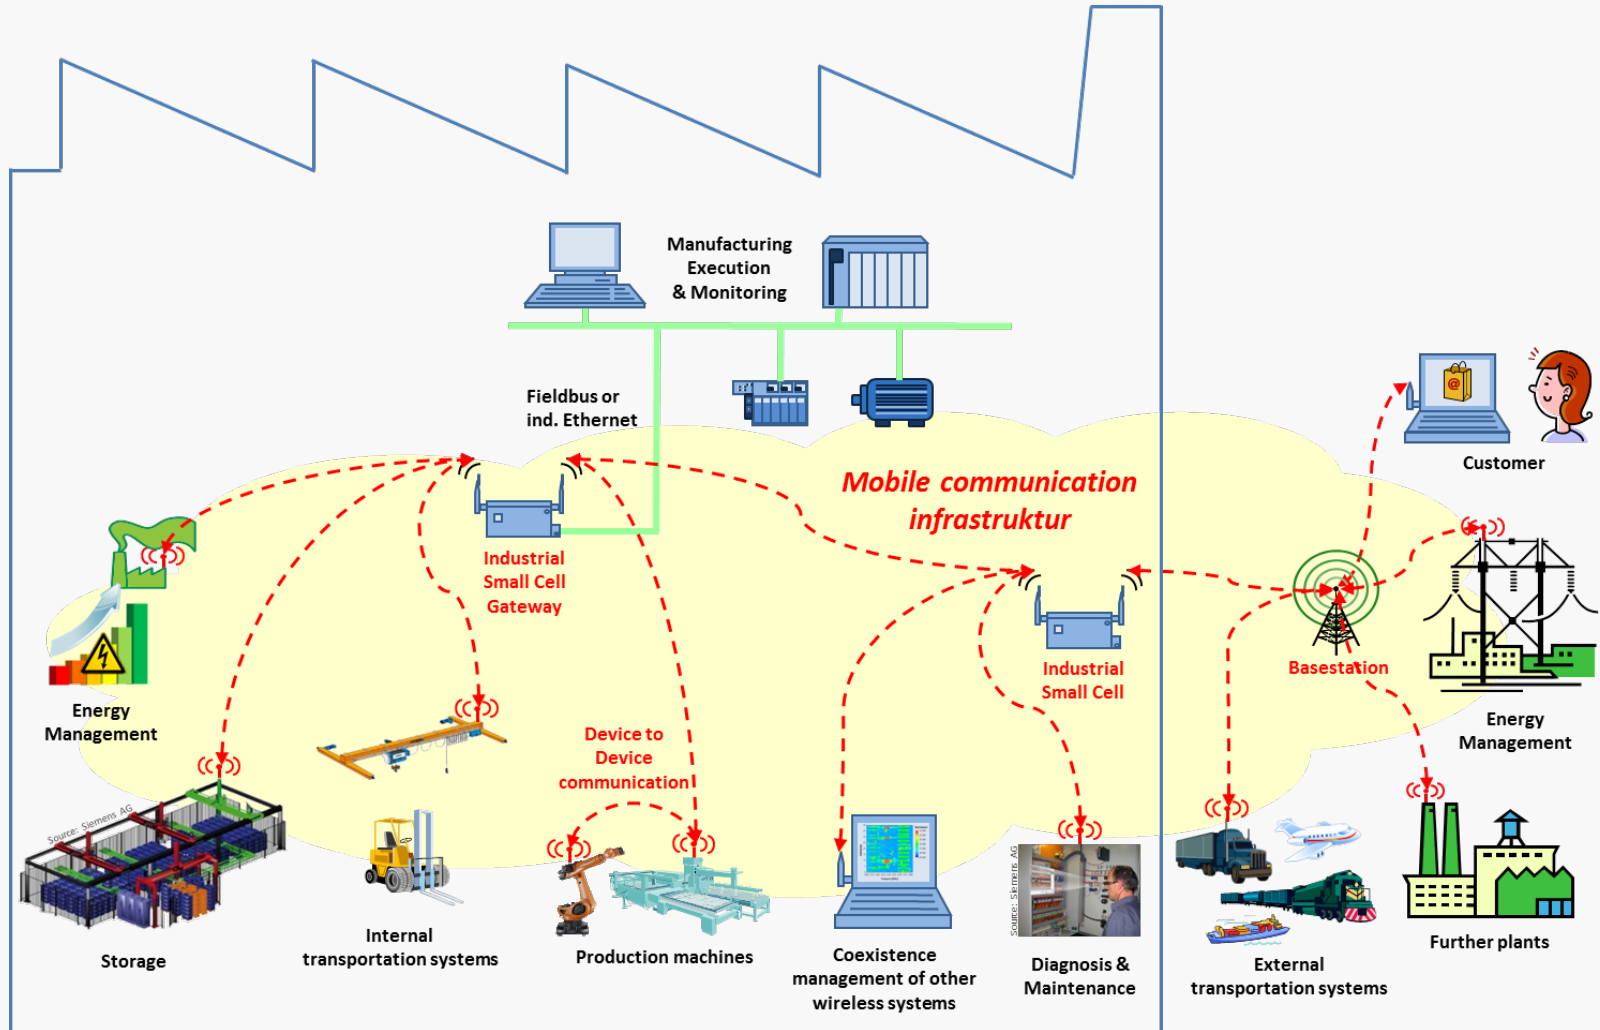 Manufacturing
Execution
& Monitoring
Fieldbus or
ind. Ethernet
Mobile communication
infrastruktur
@
Customer
Industrial
Small Cell
Gateway
Industrial
Small Cell
Basestation
Energy
Management
Energy
Management
Device to
Device
communication
Source: Siemens AG
Source: Siemens AG
Storage
Internal
transportation systems
Production machines
Coexistence
management of other
wireless systems
Diagnosis &
Maintenance
External
transportation systems
Further plants